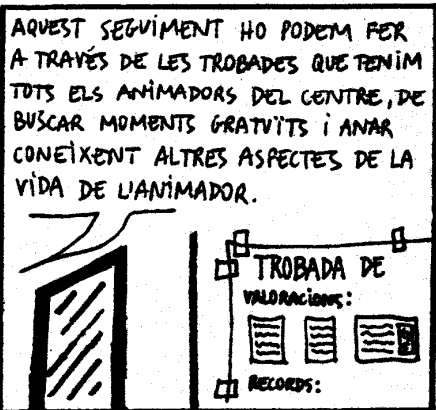 AQUEST SEGUIMENT HO PODEM FER
A TRAVÉS DE LES TROBADES QUE TENIM
TOTS ELS ANIMADORS DEL CENTRE, DE
BUSCAR MOMENTS GRATUÏTS I ANAR
CONEIXENT ALTRES ASPECTES DE LA
VIDA DE L'ANIMADOR.
TROBADA DE
VALORACIONS:
RECORDS: